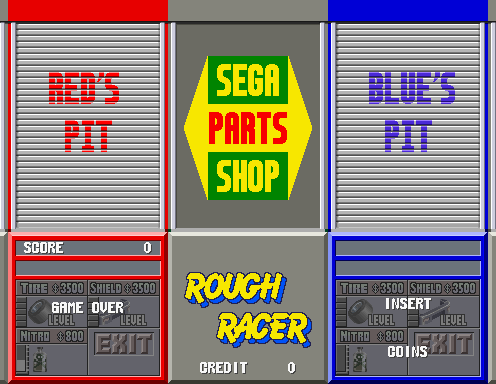 RED'S
PIT
SEGA
PARTS
SHOP
BLUE'S
PIT
SCORE 0
TIRE $3500 SHIELD $3500
LEVEL LEVEL
GAME OVER
NITRO $800
EXIT
ROUGH
RACER
CREDIT 0
TIRE $3500 SHIELD $3500
INSERT
LEVEL LEVEL
NITRO $800
EXIT
COINS